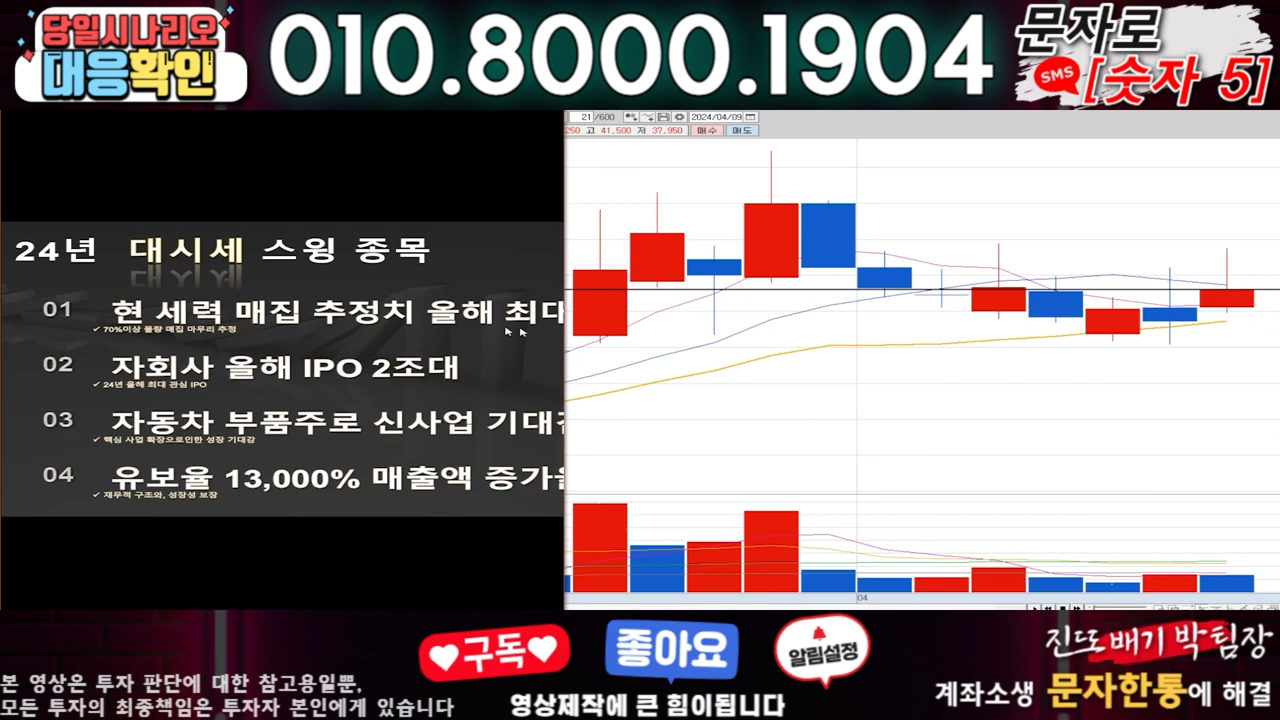 당일시나리오
대응확인
010.8000.1904
문자로
SMS
[숫자 5]
21 /600
2024/04/09
250 고 41,500 저 37,950 매수 매도
24년 대시세 스윙 종목
01 현 세력 매집 추정치 올해 최대
✓ 70%이상 물량 매집 마무리 추정
02 자회사 올해 IPO 2조대
✓ 24년 올해 최대 관심 IPO
03 자동차 부품주로 신사업 기대
✓ 핵심 사업 확장으로인한 성장 기대감
04 유보율 13,000% 매출액 증가
✓ 재무적 구조와, 성장성 보장
04
구독
좋아요
알림설정
영상제작에 큰 힘이됩니다
본 영상은 투자 판단에 대한 참고용일뿐,
모든 투자의 최종책임은 투자자 본인에게 있습니다
진또배기 박팀장
계좌소생 문자한통에 해결